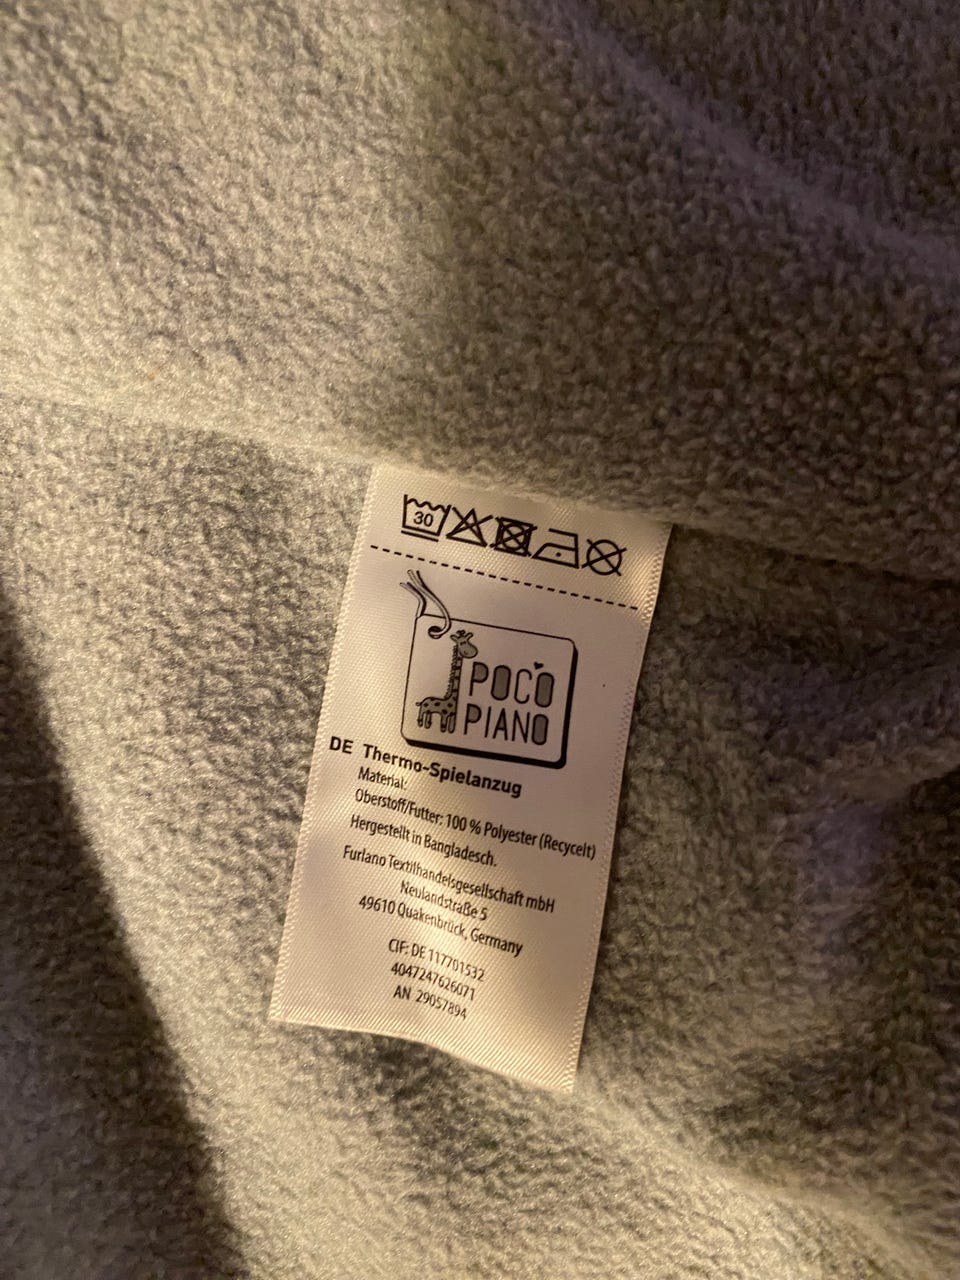 30
POCO
PIANO
DE Thermo-Spielanzug
Material:
Oberstoff/Futter: 100 % Polyester (Recycelt)
Hergestellt in Bangladesch.
Furlano Textilhandelsgesellschaft mbH
Neulandstraße 5
49610 Quakenbrück, Germany
CIF: DE 117701532
4047247626071
AN 29057894